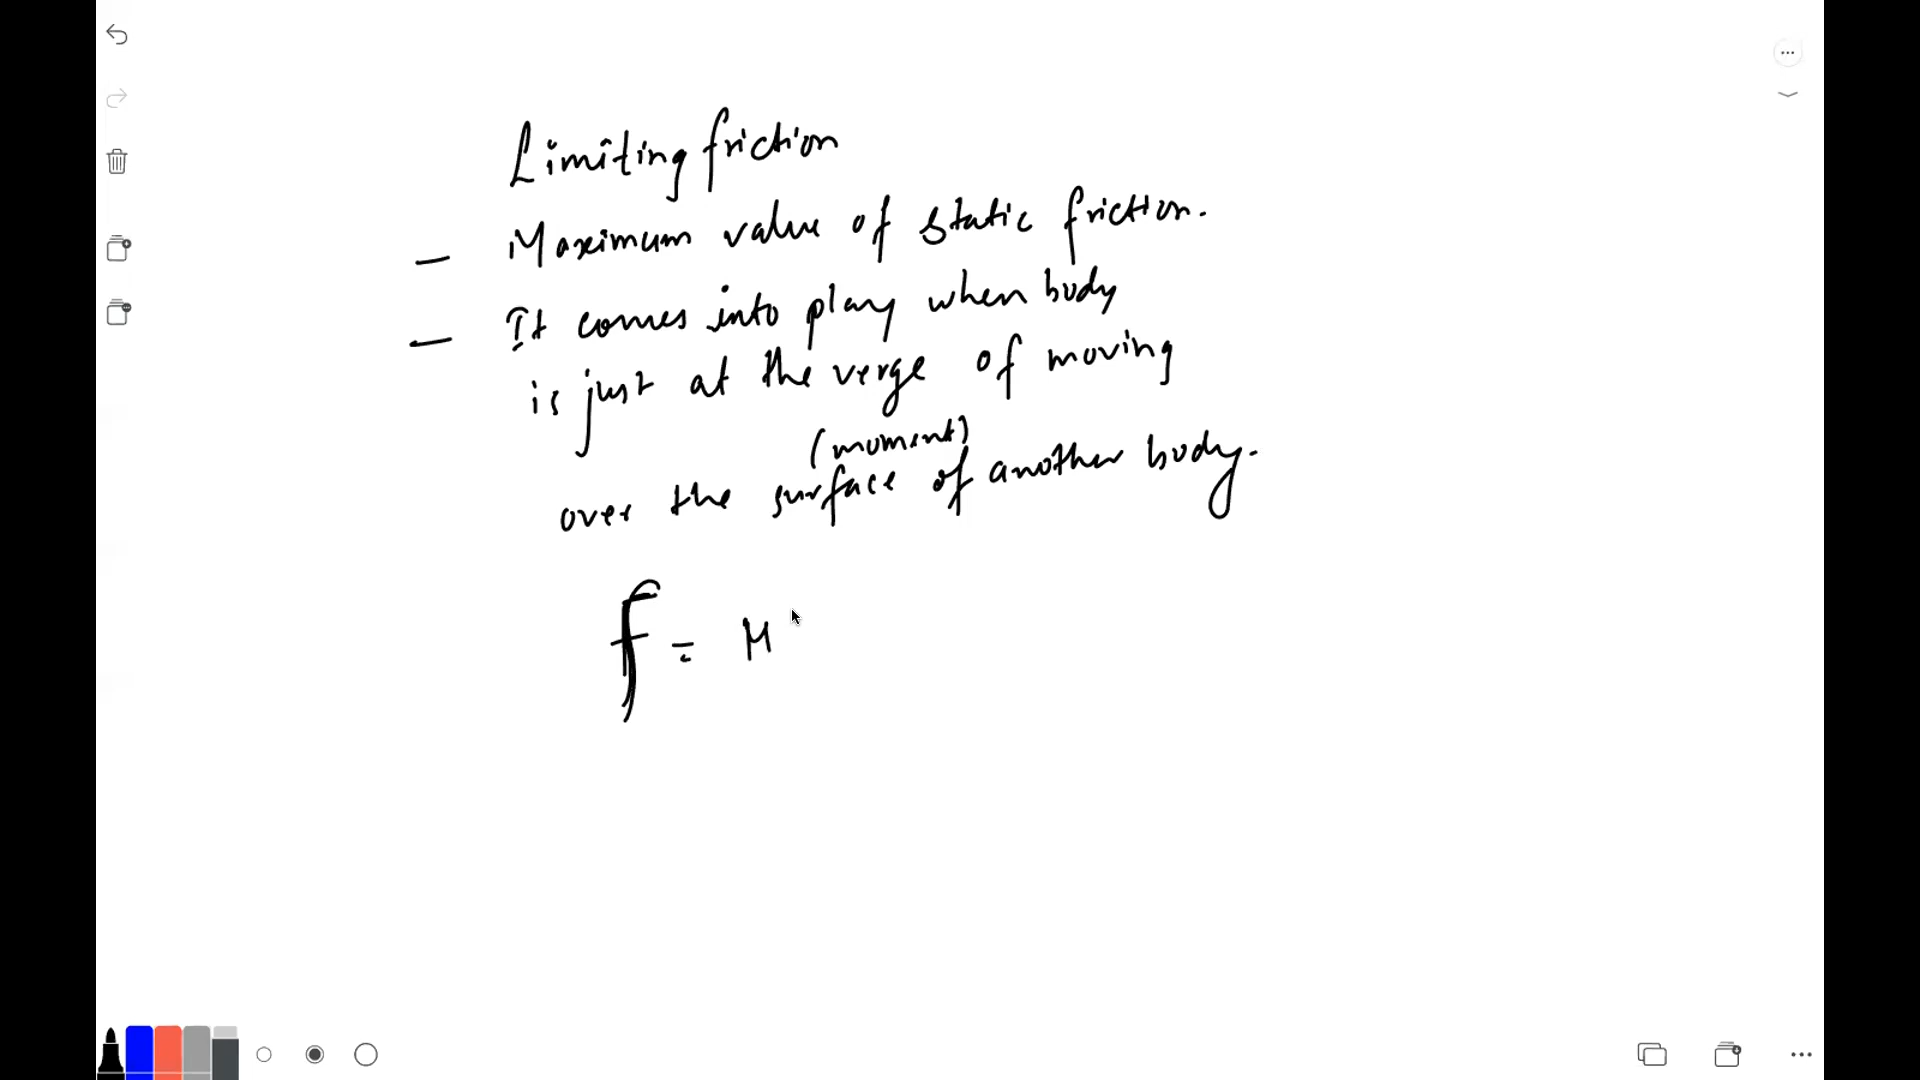 Limiting friction
— Maximum value of static friction.
— It comes into play when body
is just at the verge of moving
(moment)
over the surface of another body.
f = M